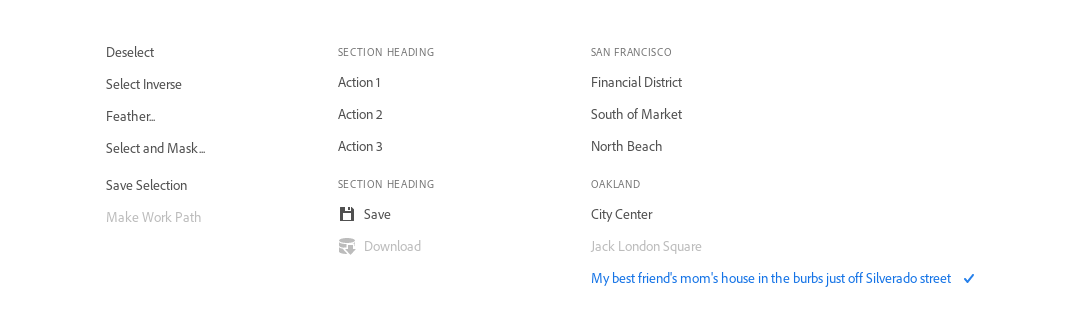 Deselect
Select Inverse
Feather...
Select and Mask...
Save Selection
Make Work Path
SECTION HEADING
Action 1
Action 2
Action 3
SECTION HEADING
Save
Download
SAN FRANCISCO
Financial District
South of Market
North Beach
OAKLAND
City Center
Jack London Square
My best friend's mom's house in the burbs just off Silverado street